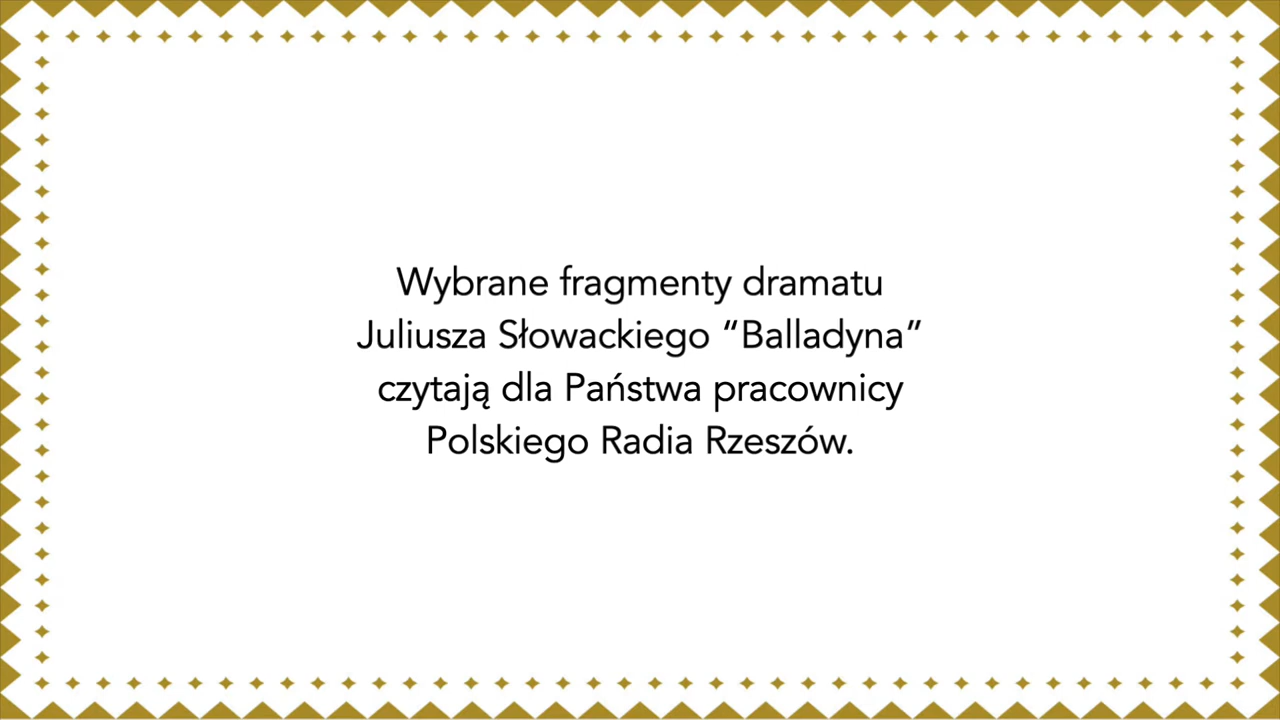 Wybrane fragmenty dramatu
Juliusza Słowackiego “Balladyna”
czytają dla Państwa pracownicy
Polskiego Radia Rzeszów.